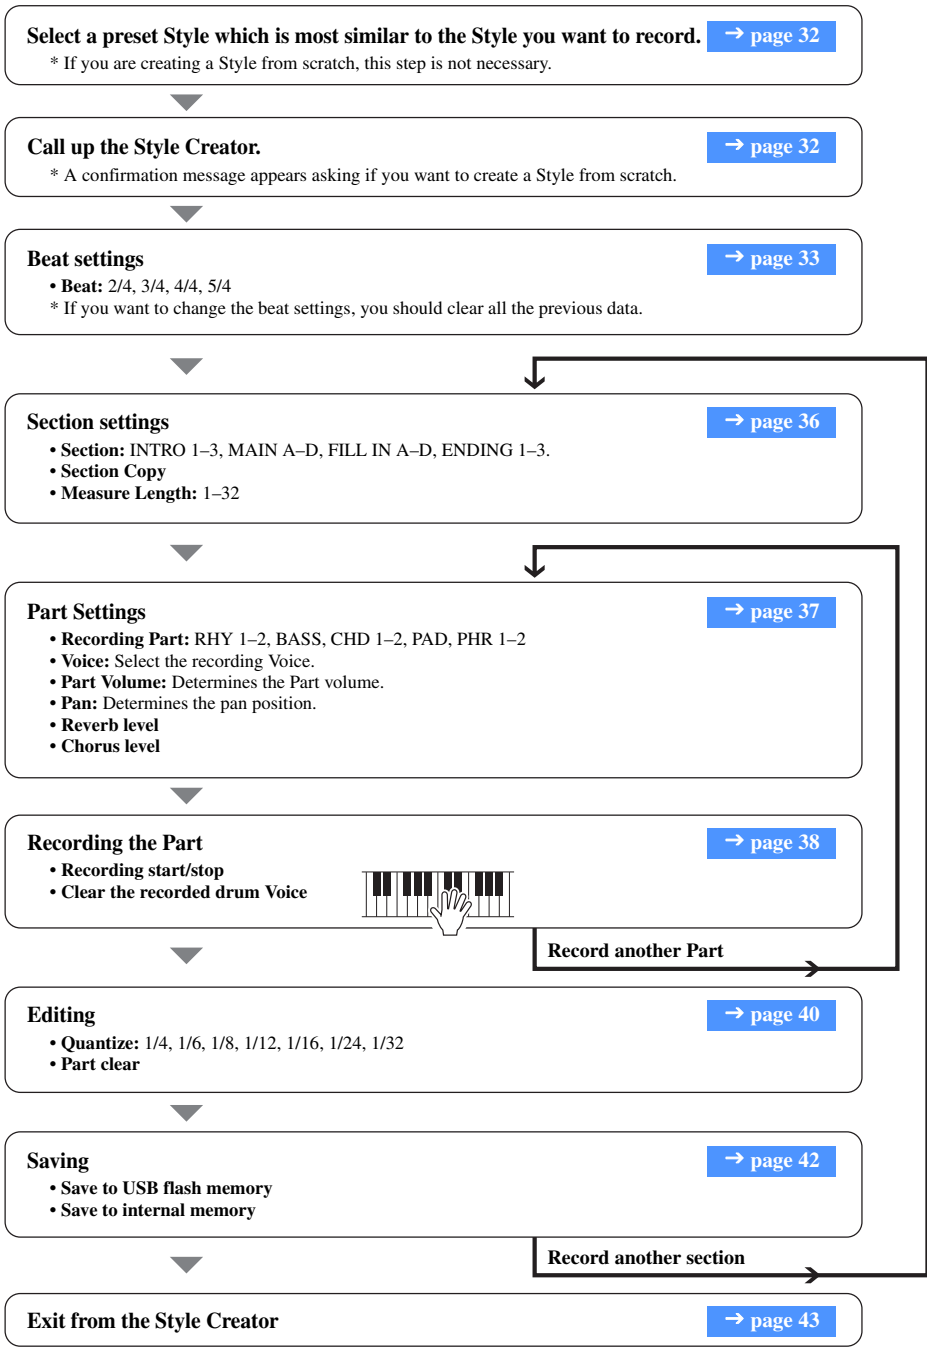 Select a preset Style which is most similar to the Style you want to record. → page 32
* If you are creating a Style from scratch, this step is not necessary.
Call up the Style Creator. → page 32
* A confirmation message appears asking if you want to create a Style from scratch.
Beat settings → page 33
• Beat: 2/4, 3/4, 4/4, 5/4
* If you want to change the beat settings, you should clear all the previous data.
Section settings → page 36
• Section: INTRO 1–3, MAIN A–D, FILL IN A–D, ENDING 1–3.
• Section Copy
• Measure Length: 1–32
Part Settings → page 37
• Recording Part: RHY 1–2, BASS, CHD 1–2, PAD, PHR 1–2
• Voice: Select the recording Voice.
• Part Volume: Determines the Part volume.
• Pan: Determines the pan position.
• Reverb level
• Chorus level
Recording the Part → page 38
• Recording start/stop
• Clear the recorded drum Voice
Record another Part
Editing → page 40
• Quantize: 1/4, 1/6, 1/8, 1/12, 1/16, 1/24, 1/32
• Part clear
Saving → page 42
• Save to USB flash memory
• Save to internal memory
Record another section
Exit from the Style Creator → page 43